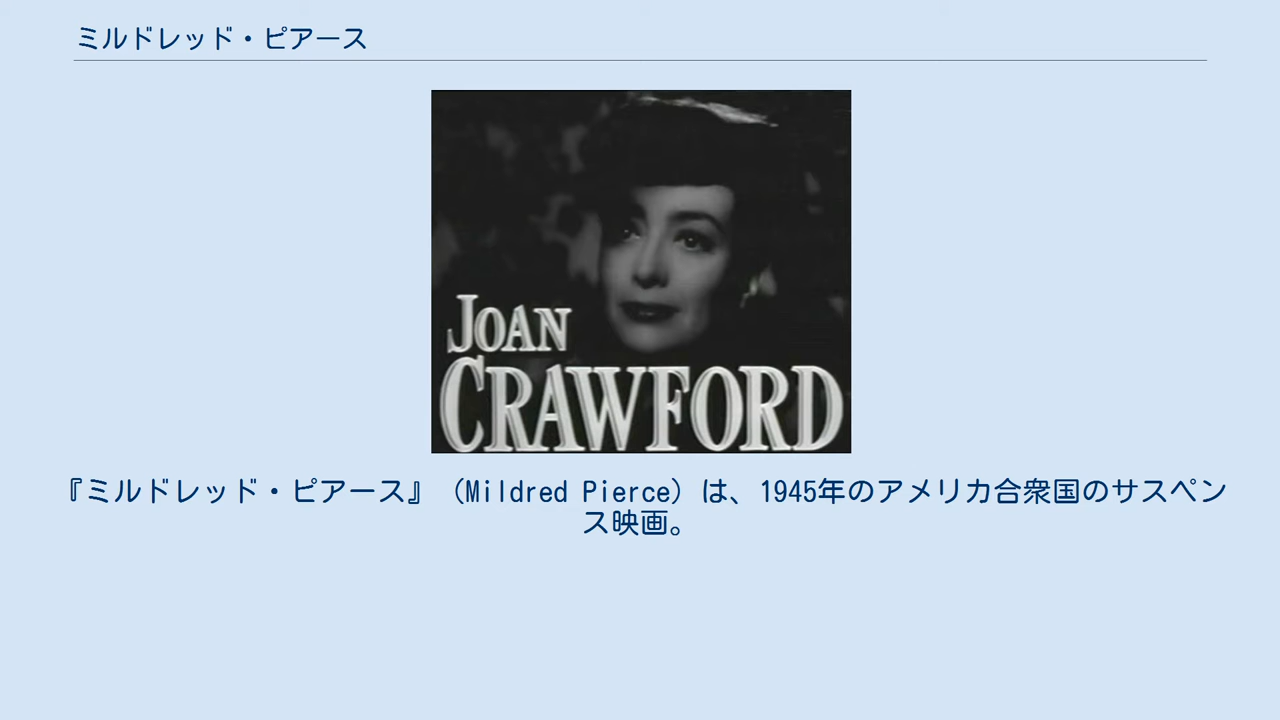 ミルドレッド・ピアース
JOAN
CRAWFORD
『ミルドレッド・ピアース』（Mildred Pierce）は、1945年のアメリカ合衆国のサスペン
ス映画。